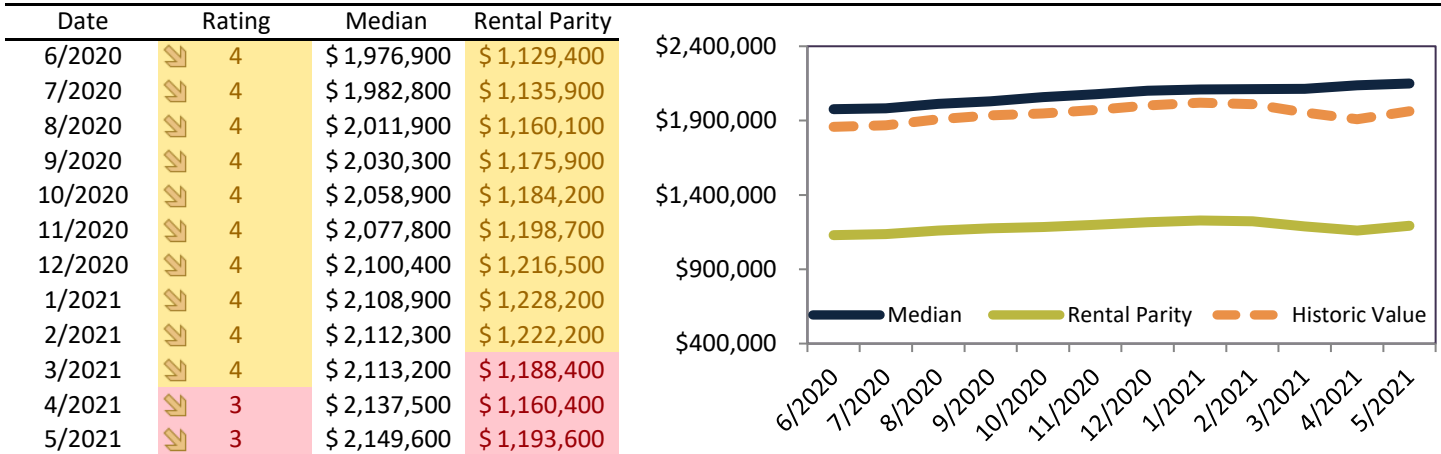 Date Rating Median Rental Parity
6/2020 4 $ 1,976,900 $ 1,129,400
7/2020 4 $ 1,982,800 $ 1,135,900
8/2020 4 $ 2,011,900 $ 1,160,100
9/2020 4 $ 2,030,300 $ 1,175,900
10/2020 4 $ 2,058,900 $ 1,184,200
11/2020 4 $ 2,077,800 $ 1,198,700
12/2020 4 $ 2,100,400 $ 1,216,500
1/2021 4 $ 2,108,900 $ 1,228,200
2/2021 4 $ 2,112,300 $ 1,222,200
3/2021 4 $ 2,113,200 $ 1,188,400
4/2021 3 $ 2,137,500 $ 1,160,400
5/2021 3 $ 2,149,600 $ 1,193,600
$2,400,000
$1,900,000
$1,400,000
$900,000
$400,000
Median Rental Parity Historic Value
6/2020 7/2020 8/2020 9/2020 10/2020 11/2020 12/2020 1/2021 2/2021 3/2021 4/2021 5/2021